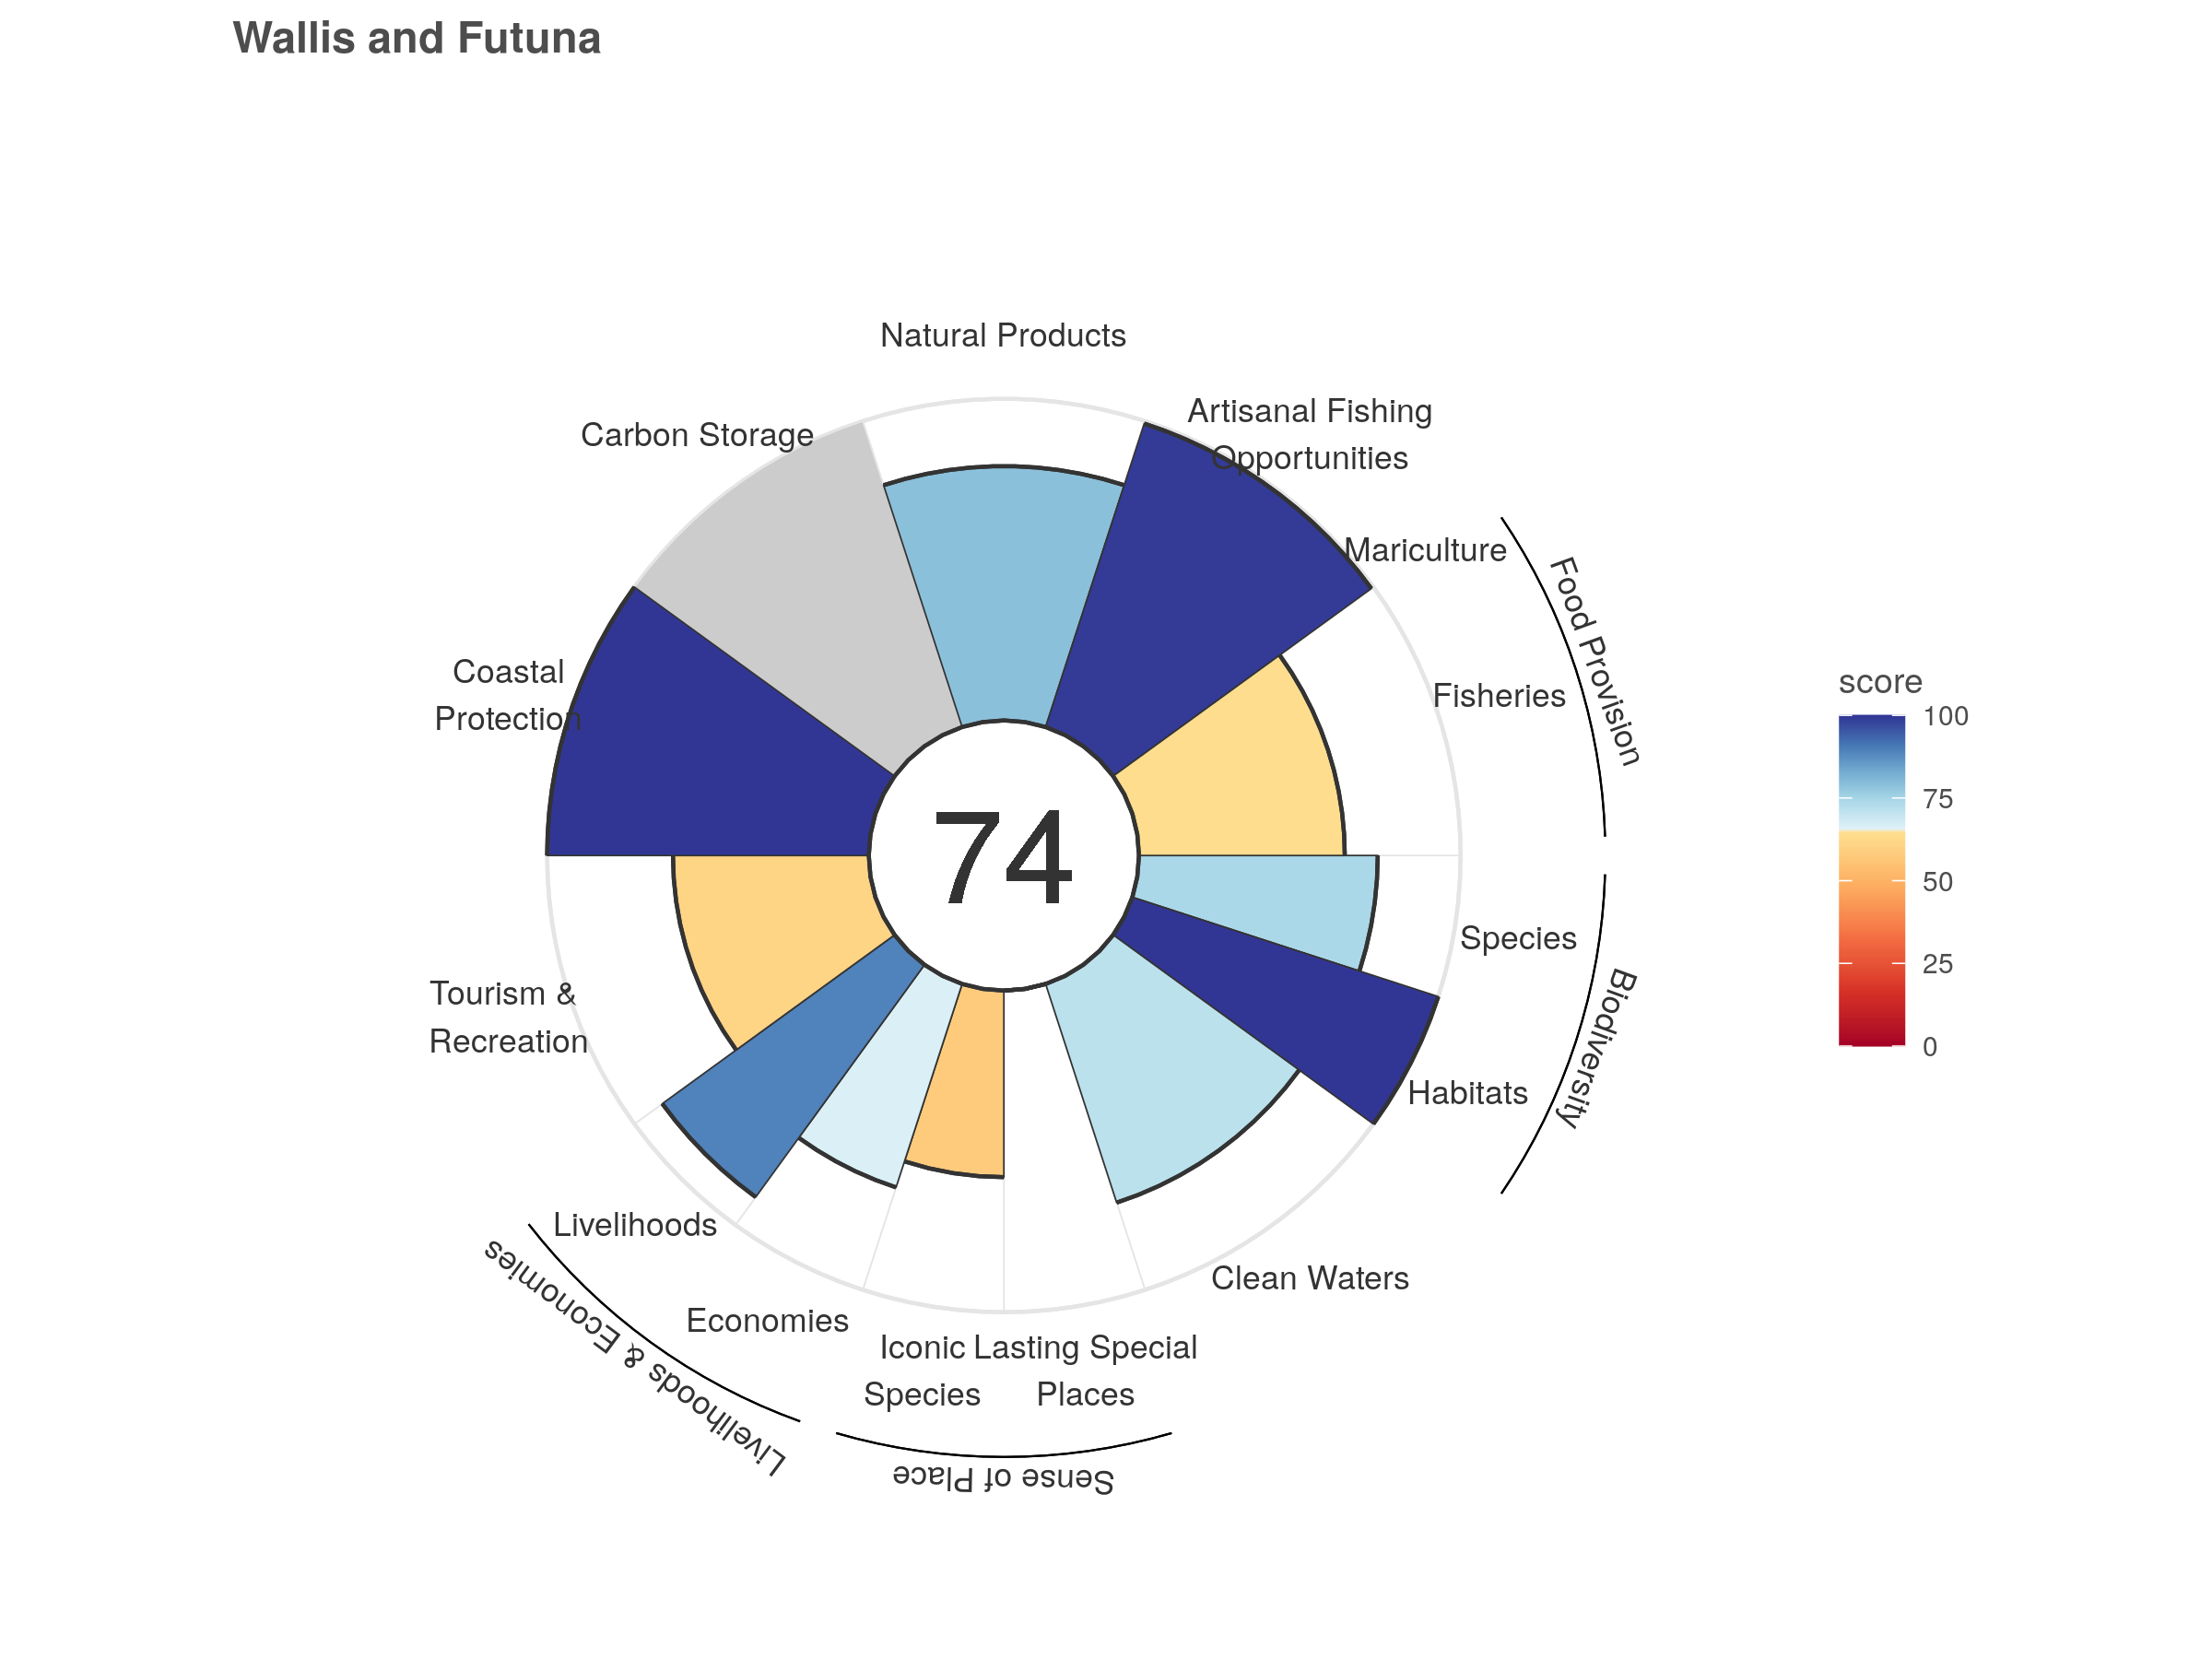 Wallis and Futuna
Natural Products
Artisanal Fishing
Opportunities
Carbon Storage
Mariculture
Food Provision
Fisheries
Coastal
Protection
74
score
100
75
50
25
0
Species
Biodiversity
Habitats
Tourism &
Recreation
Livelihoods
Clean Waters
Economies
Iconic
Species
Lasting Special
Places
Livelihoods & Economies
Sense of Place